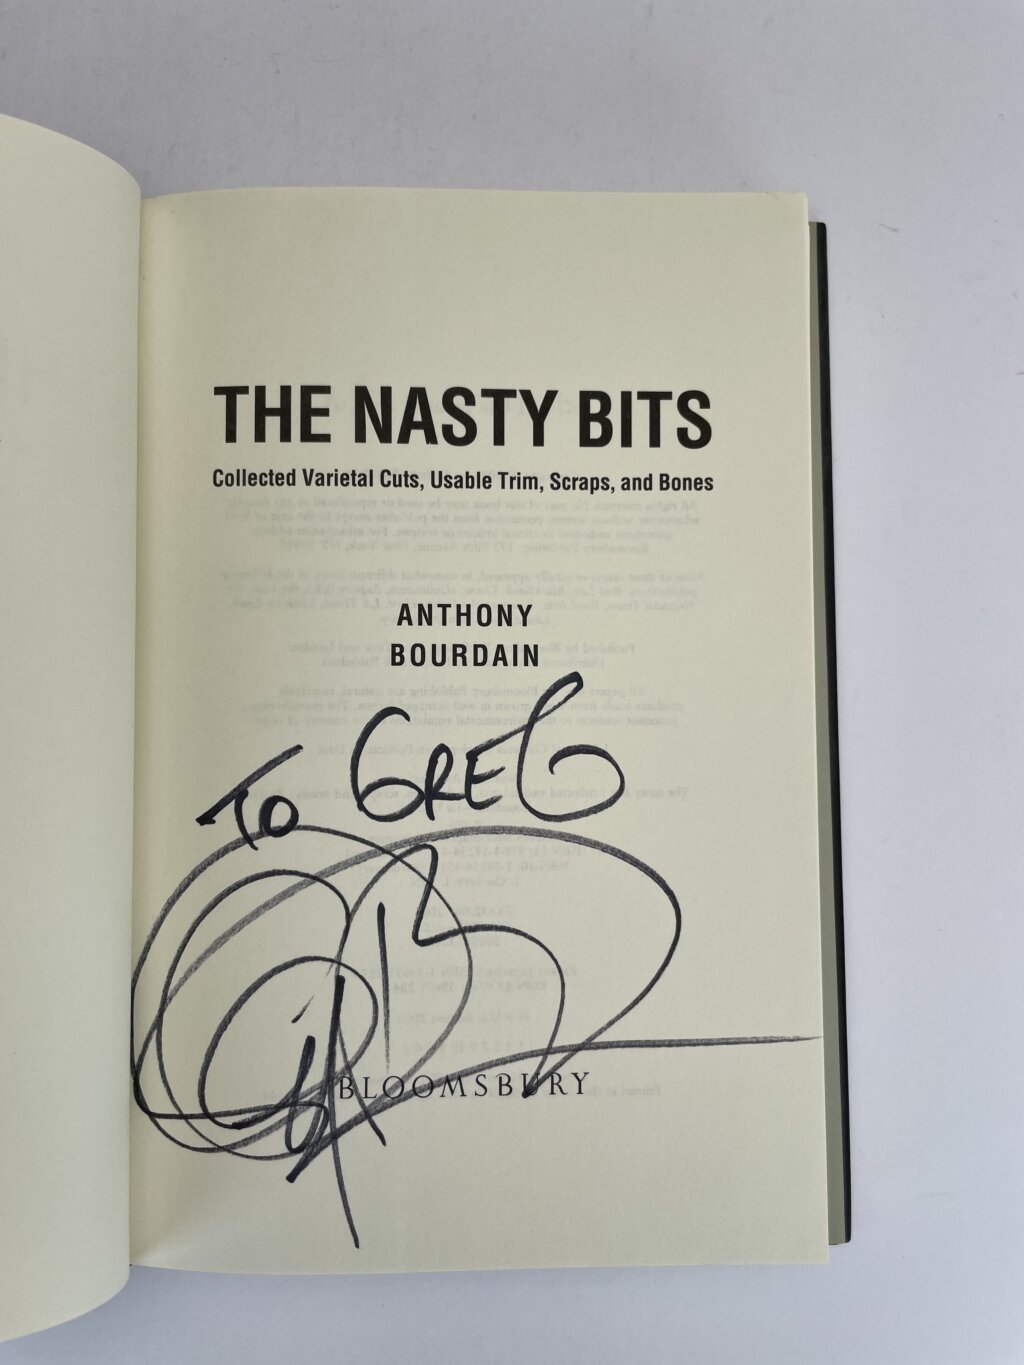 THE NASTY BITS
Collected Varietal Cuts, Usable Trim, Scraps, and Bones
ANTHONY
BOURDAIN
TO GREG
BLOOMSBURY